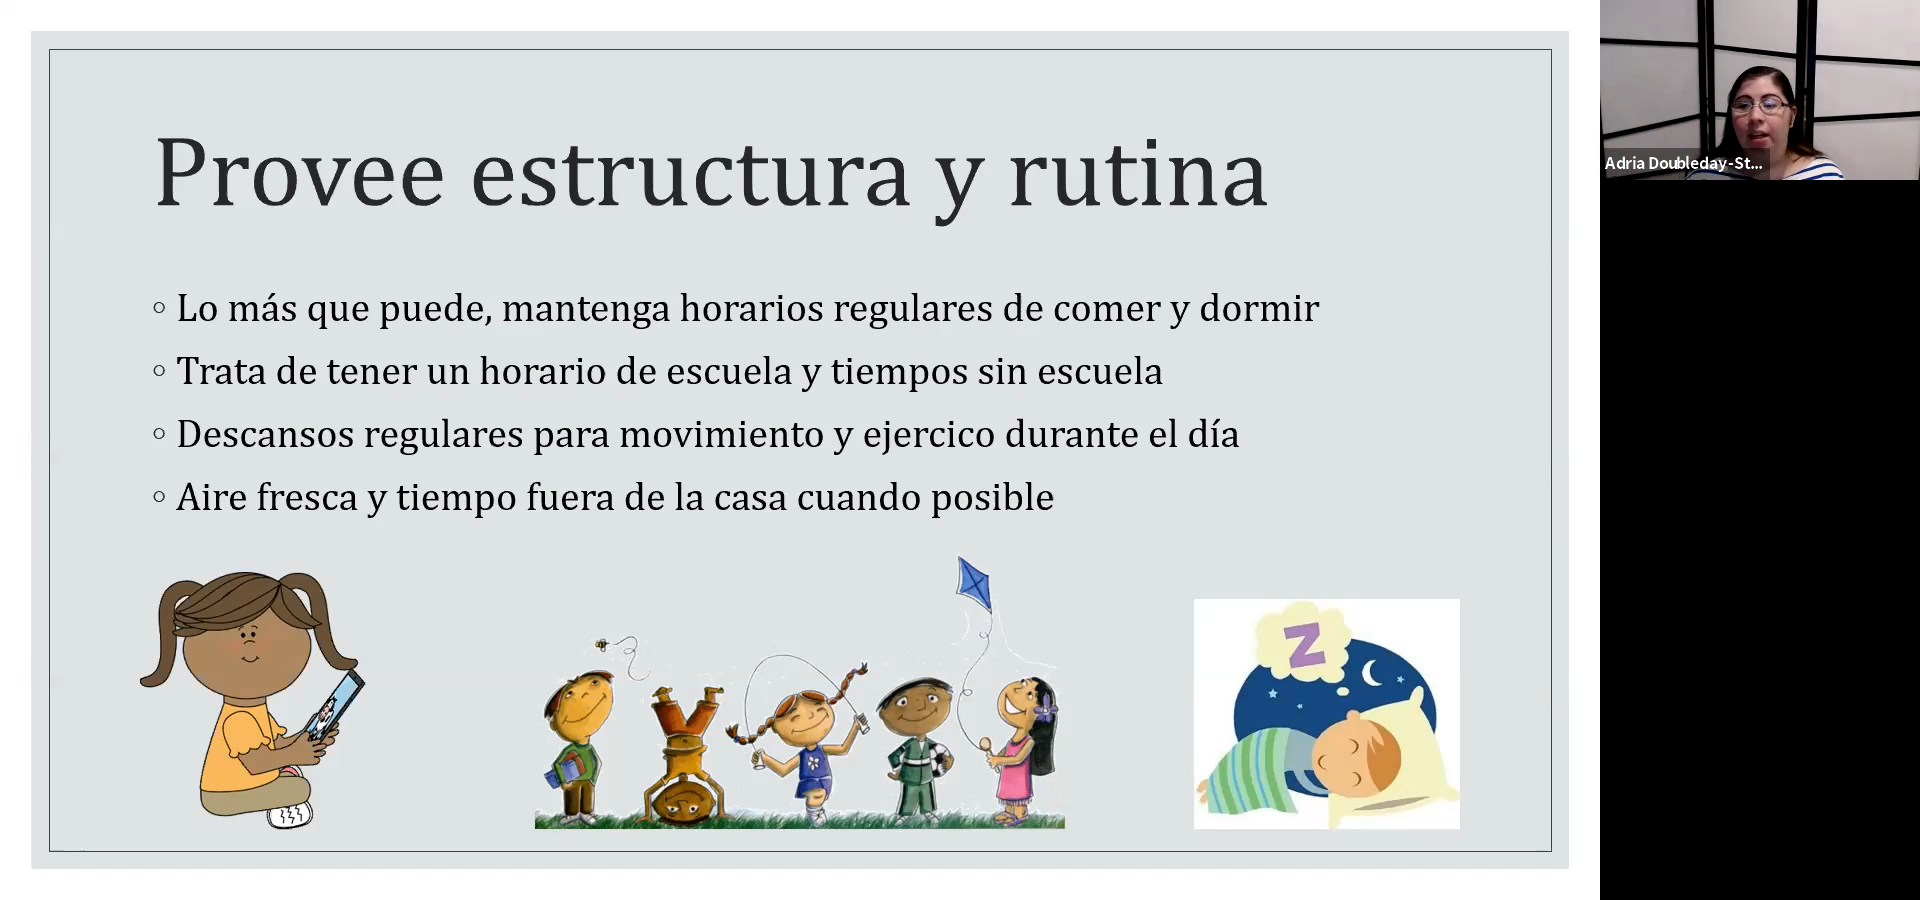 Provee estructura y rutina
◦ Lo más que puede, mantenga horarios regulares de comer y dormir
◦ Trata de tener un horario de escuela y tiempos sin escuela
◦ Descansos regulares para movimiento y ejercico durante el día
◦ Aire fresca y tiempo fuera de la casa cuando posible
Z
Adria Doubleday-St...